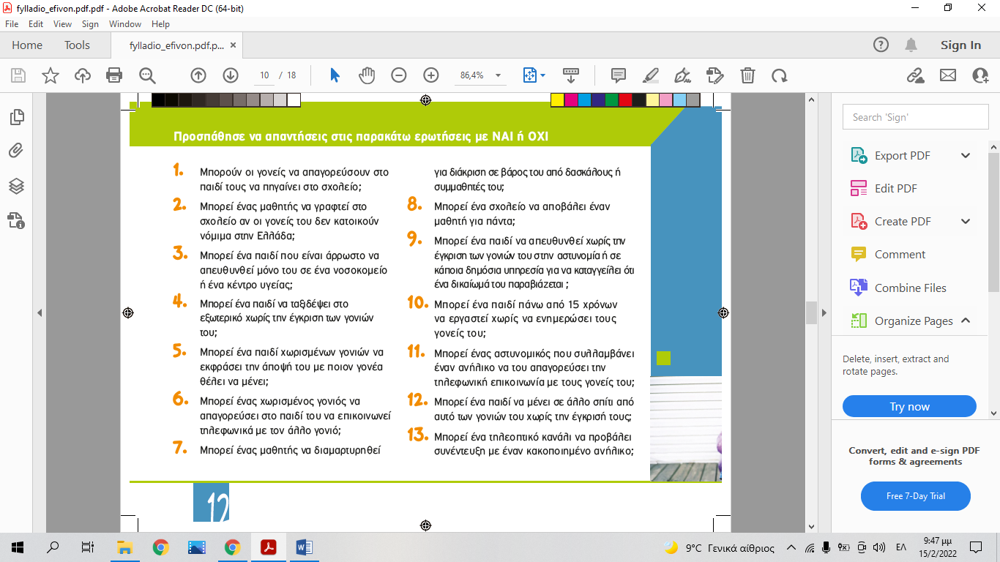 fylladio_efivon.pdf.pdf - Adobe Acrobat Reader DC (64-bit)
File Edit View Sign Window Help
Home Tools fylladio_efivon.pdf.p... Sign In
10 / 18 86,4%
Προσπάθησε να απαντήσεις στις παρακάτω ερωτήσεις με ΝΑΙ ή ΟΧΙ
1. Μπορούν οι γονείς να απαγορεύσουν στο
παιδί τους να πηγαίνει στο σχολείο;
2. Μπορεί ένας μαθητής να γραφτεί στο
σχολείο αν οι γονείς του δεν κατοικούν
νόμιμα στην Ελλάδα;
3. Μπορεί ένα παιδί που είναι άρρωστο να
απευθυνθεί μόνο του σε ένα νοσοκομείο
ή ένα κέντρο υγείας;
4. Μπορεί ένα παιδί να ταξιδέψει στο
εξωτερικό χωρίς την έγκριση των γονιών
του;
5. Μπορεί ένα παιδί χωρισμένων γονιών να
εκφράσει την άποψή του με ποιον γονέα
θέλει να μένει;
6. Μπορεί ένας χωρισμένος γονιός να
απαγορεύσει στο παιδί του να επικοινωνεί
τηλεφωνικά με τον άλλο γονιό;
7. Μπορεί ένας μαθητής να διαμαρτυρηθεί
για διάκριση σε βάρος του από δασκάλους ή
συμμαθητές του;
8. Μπορεί ένα σχολείο να αποβάλει έναν
μαθητή για πάντα;
9. Μπορεί ένα παιδί να απευθυνθεί χωρίς την
έγκριση των γονιών του στην αστυνομία ή σε
κάποια δημόσια υπηρεσία για να καταγγείλει ότι
ένα δικαίωμά του παραβιάζεται ;
10. Μπορεί ένα παιδί πάνω από 15 χρόνων
να εργαστεί χωρίς να ενημερώσει τους
γονείς του;
11. Μπορεί ένας αστυνομικός που συλλαμβάνει
έναν ανήλικο να του απαγορεύσει την
τηλεφωνική επικοινωνία με τους γονείς του;
12. Μπορεί ένα παιδί να μένει σε άλλο σπίτι από
αυτό των γονιών του χωρίς την έγκρισή τους;
13. Μπορεί ένα τηλεοπτικό κανάλι να προβάλει
συνέντευξη με έναν κακοποιημένο ανήλικο;
12
Search 'Sign'
Export PDF
Edit PDF
Create PDF
Comment
Combine Files
Organize Pages
Delete, insert, extract and
rotate pages.
Try now
Convert, edit and e-sign PDF
forms & agreements
Free 7-Day Trial
9°C Γενικά αίθριος ΕΛ 9:47 μμ
15/2/2022